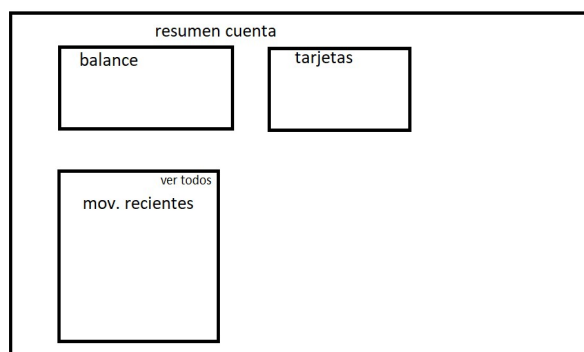 resumen cuenta
balance
tarjetas
ver todos
mov. recientes